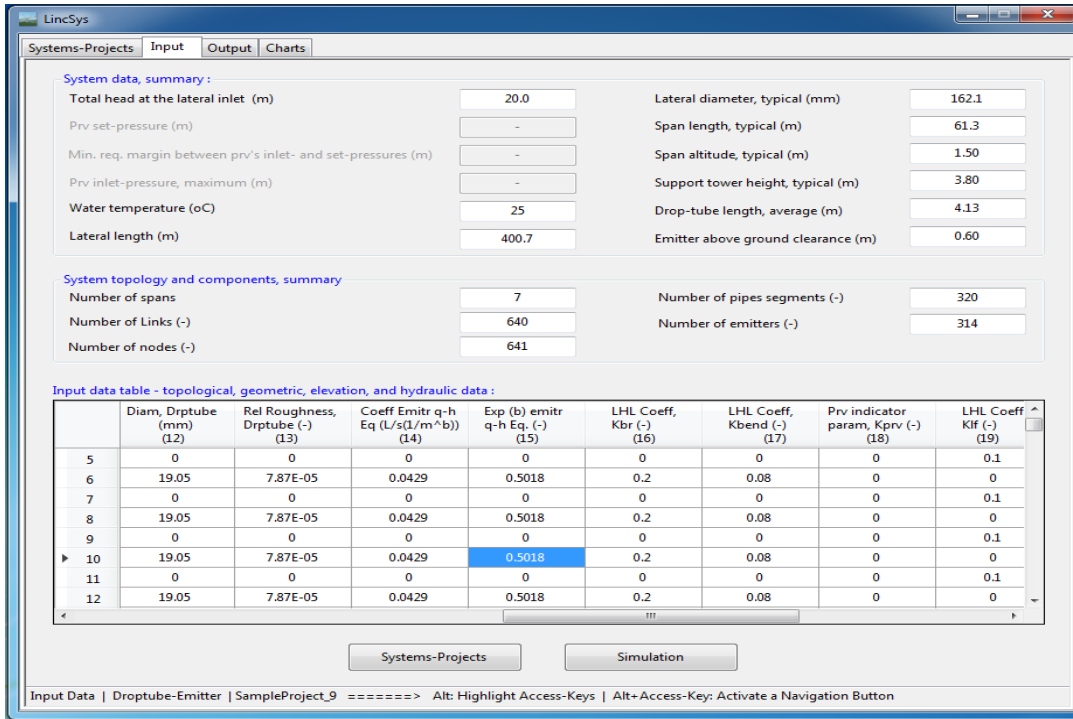 LincSys
Systems-Projects Input Output Charts
System data, summary :
Total head at the lateral inlet (m) 20.0 Lateral diameter, typical (mm) 162.1
Prv set-pressure (m) - Span length, typical (m) 61.3
Min. req. margin between prv's inlet- and set-pressures (m) - Span altitude, typical (m) 1.50
Prv inlet-pressure, maximum (m) - Support tower height, typical (m) 3.80
Water temperature (oC) 25 Drop-tube length, average (m) 4.13
Lateral length (m) 400.7 Emitter above ground clearance (m) 0.60
System topology and components, summary
Number of spans 7 Number of pipes segments (-) 320
Number of Links (-) 640 Number of emitters (-) 314
Number of nodes (-) 641
Input data table - topological, geometric, elevation, and hydraulic data :
Diam, Drptube Rel Roughness, Coeff Emitr q-h Exp (b) emitr LHL Coeff, LHL Coeff, Prv indicator LHL Coeff
(mm) Drptube (-) Eq (L/s(1/m^b)) q-h Eq. (-) Kbr (-) Kbend (-) param, Kprv (-) Klf (-)
(12) (13) (14) (15) (16) (17) (18) (19)
5 0 0 0 0 0 0 0 0.1
6 19.05 7.87E-05 0.0429 0.5018 0.2 0.08 0 0
7 0 0 0 0 0 0 0 0.1
8 19.05 7.87E-05 0.0429 0.5018 0.2 0.08 0 0
9 0 0 0 0 0 0 0 0.1
10 19.05 7.87E-05 0.0429 0.5018 0.2 0.08 0 0
11 0 0 0 0 0 0 0 0.1
12 19.05 7.87E-05 0.0429 0.5018 0.2 0.08 0 0
Systems-Projects Simulation
Input Data | Droptube-Emitter | SampleProject_9 =======> Alt: Highlight Access-Keys | Alt+Access-Key: Activate a Navigation Button